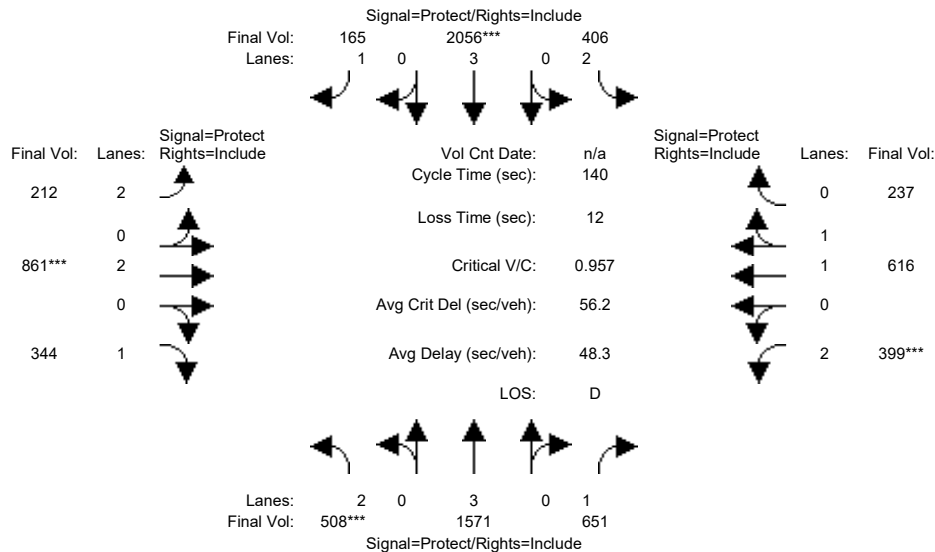 Signal=Protect/Rights=Include
Final Vol: 165 2056*** 406
Lanes: 1 0 3 0 2
Signal=Protect
Final Vol: Lanes: Rights=Include
Vol Cnt Date: n/a
Signal=Protect
Rights=Include Lanes: Final Vol:
Cycle Time (sec): 140
212 2
0 237
Loss Time (sec): 12
0
1
861*** 2
Critical V/C: 0.957
1 616
0
Avg Crit Del (sec/veh): 56.2
0
344 1
Avg Delay (sec/veh): 48.3
2 399***
LOS: D
Lanes: 2 0 3 0 1
Final Vol: 508*** 1571 651
Signal=Protect/Rights=Include